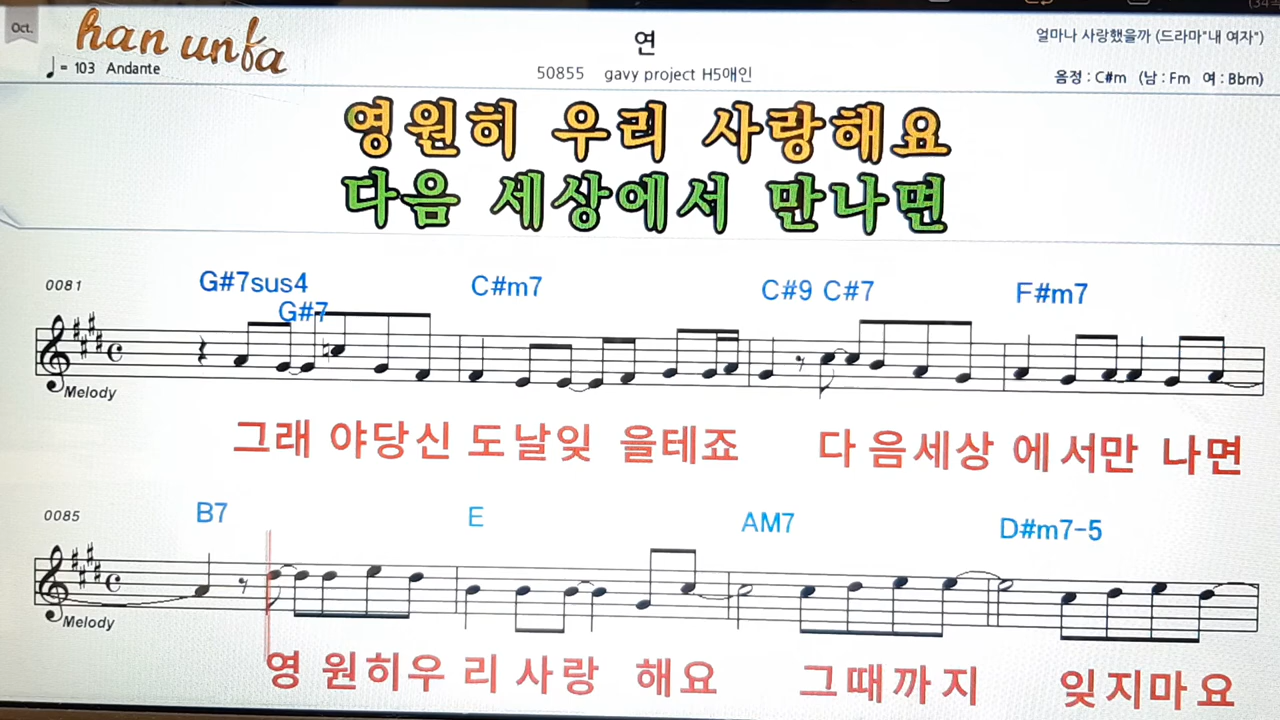 Oct.
han unfa
연
얼마나 사랑했을까 (드라마"내 여자")
♩= 103 Andante
50855 gavy project H5애인
음정 : C#m (남 : Fm 여 : Bbm)
영원히 우리 사랑해요
다음 세상에서 만나면
0081
G#7sus4 C#m7 C#9 C#7 F#m7
G#7
Melody
그래 야당신 도날잊 을테죠 다음세상 에서만 나면
0085
B7 E AM7 D#m7-5
Melody
영 원히우 리 사랑 해요 그때까지 잊지마요